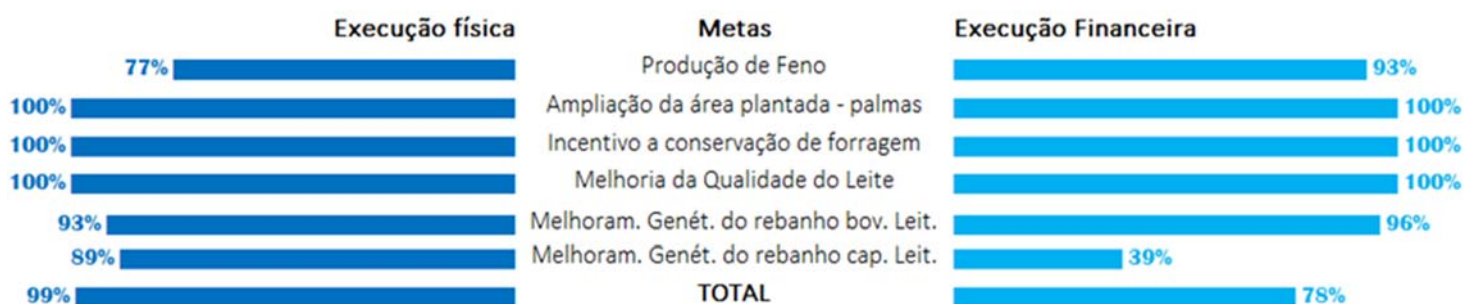 Execução física Metas Execução Financeira
77% Produção de Feno 93%
100% Ampliação da área plantada - palmas 100%
100% Incentivo a conservação de forragem 100%
100% Melhoria da Qualidade do Leite 100%
93% Melhoram. Genét. do rebanho bov. Leit. 96%
89% Melhoram. Genét. do rebanho cap. Leit. 39%
99% TOTAL 78%